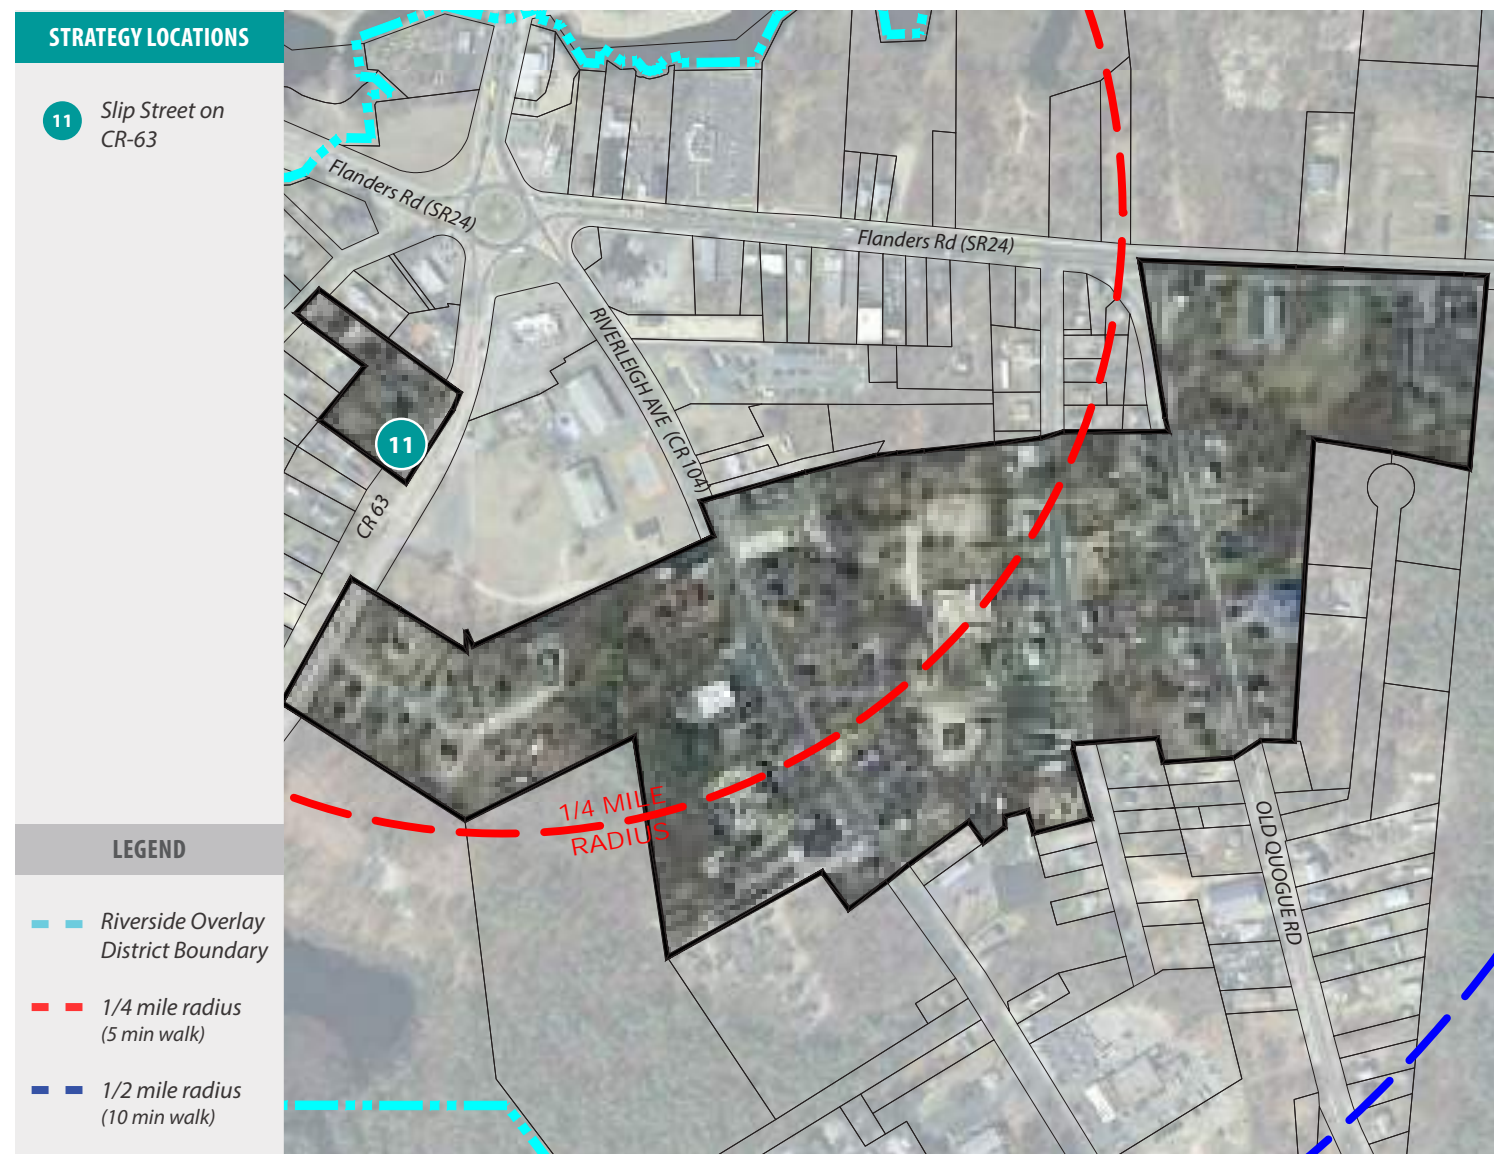 STRATEGY LOCATIONS
11
Slip Street on
CR-63
Flanders Rd (SR24)
Flanders Rd (SR24)
RIVERLEIGH AVE (CR 104)
11
CR 63
1/4 MILE
RADIUS
OLD QUOGUE RD
LEGEND
Riverside Overlay
District Boundary
1/4 mile radius
(5 min walk)
1/2 mile radius
(10 min walk)